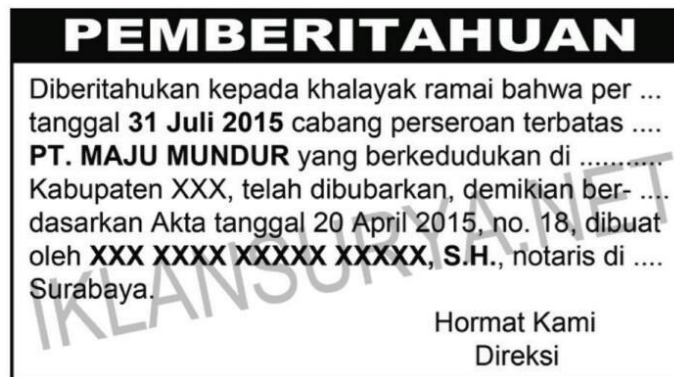 PEMBERITAHUAN
Diberitahukan kepada khalayak ramai bahwa per ...
tanggal 31 Juli 2015 cabang perseroan terbatas ....
PT. MAJU MUNDUR yang berkedudukan di ...........
Kabupaten XXX, telah dibubarkan, demikian ber- ....
dasarkan Akta tanggal 20 April 2015, no. 18, dibuat
oleh XXX XXXX XXXXX XXXXX, S.H., notaris di ....
Surabaya.
Hormat Kami
Direksi
IKLANSURYA.NET